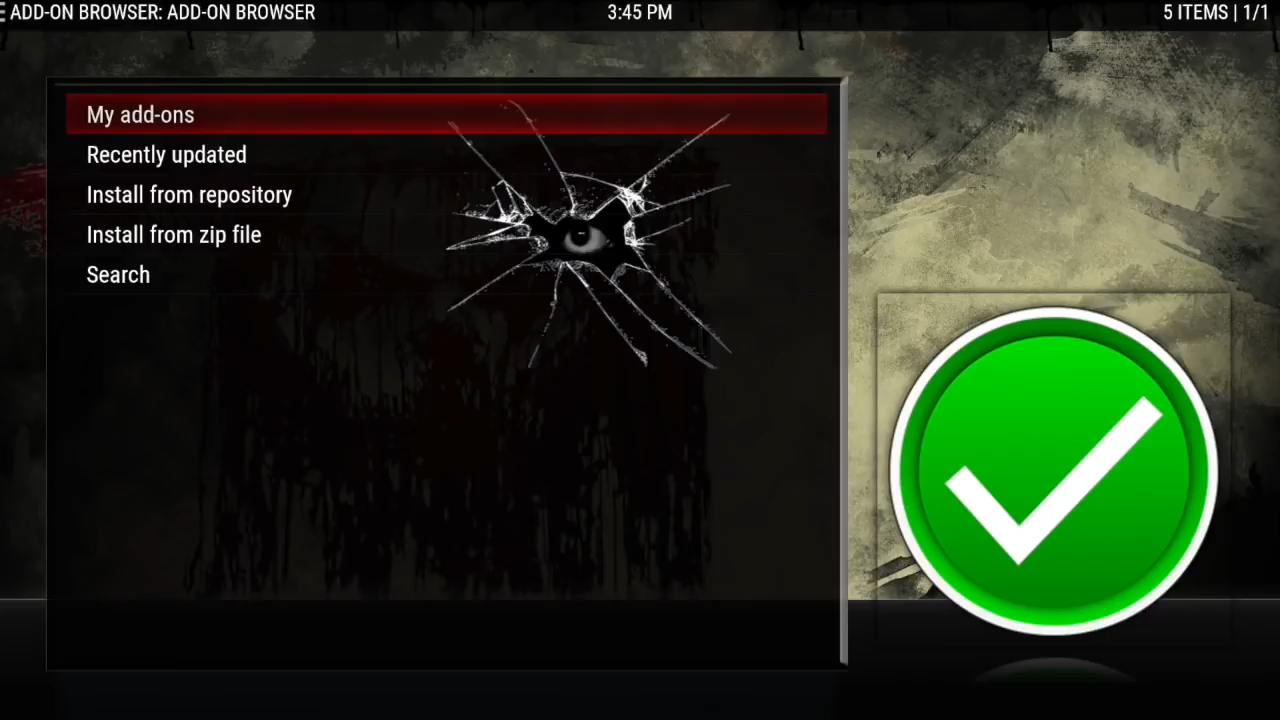 ADD-ON BROWSER: ADD-ON BROWSER
3:45 PM
5 ITEMS | 1/1
My add-ons
Recently updated
Install from repository
Install from zip file
Search